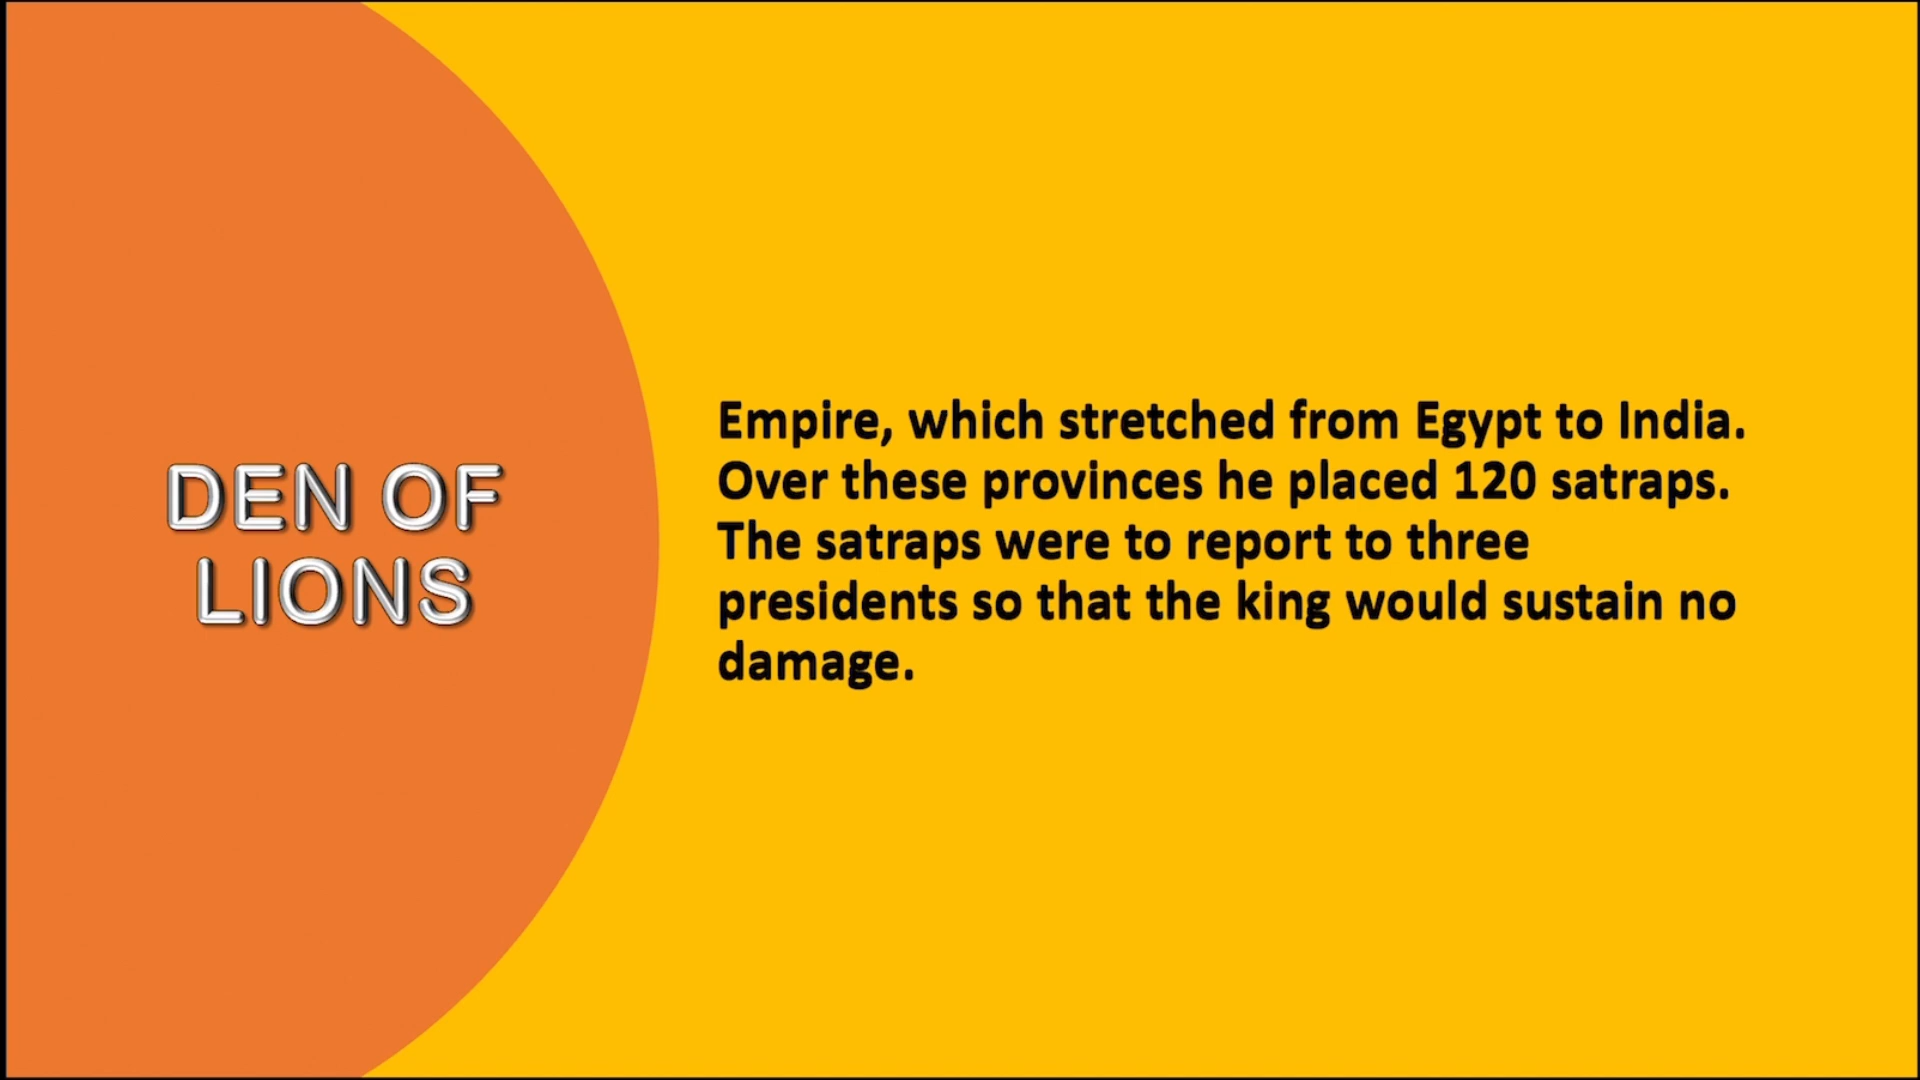 DEN OF
LIONS
Empire, which stretched from Egypt to India.
Over these provinces he placed 120 satraps.
The satraps were to report to three
presidents so that the king would sustain no
damage.